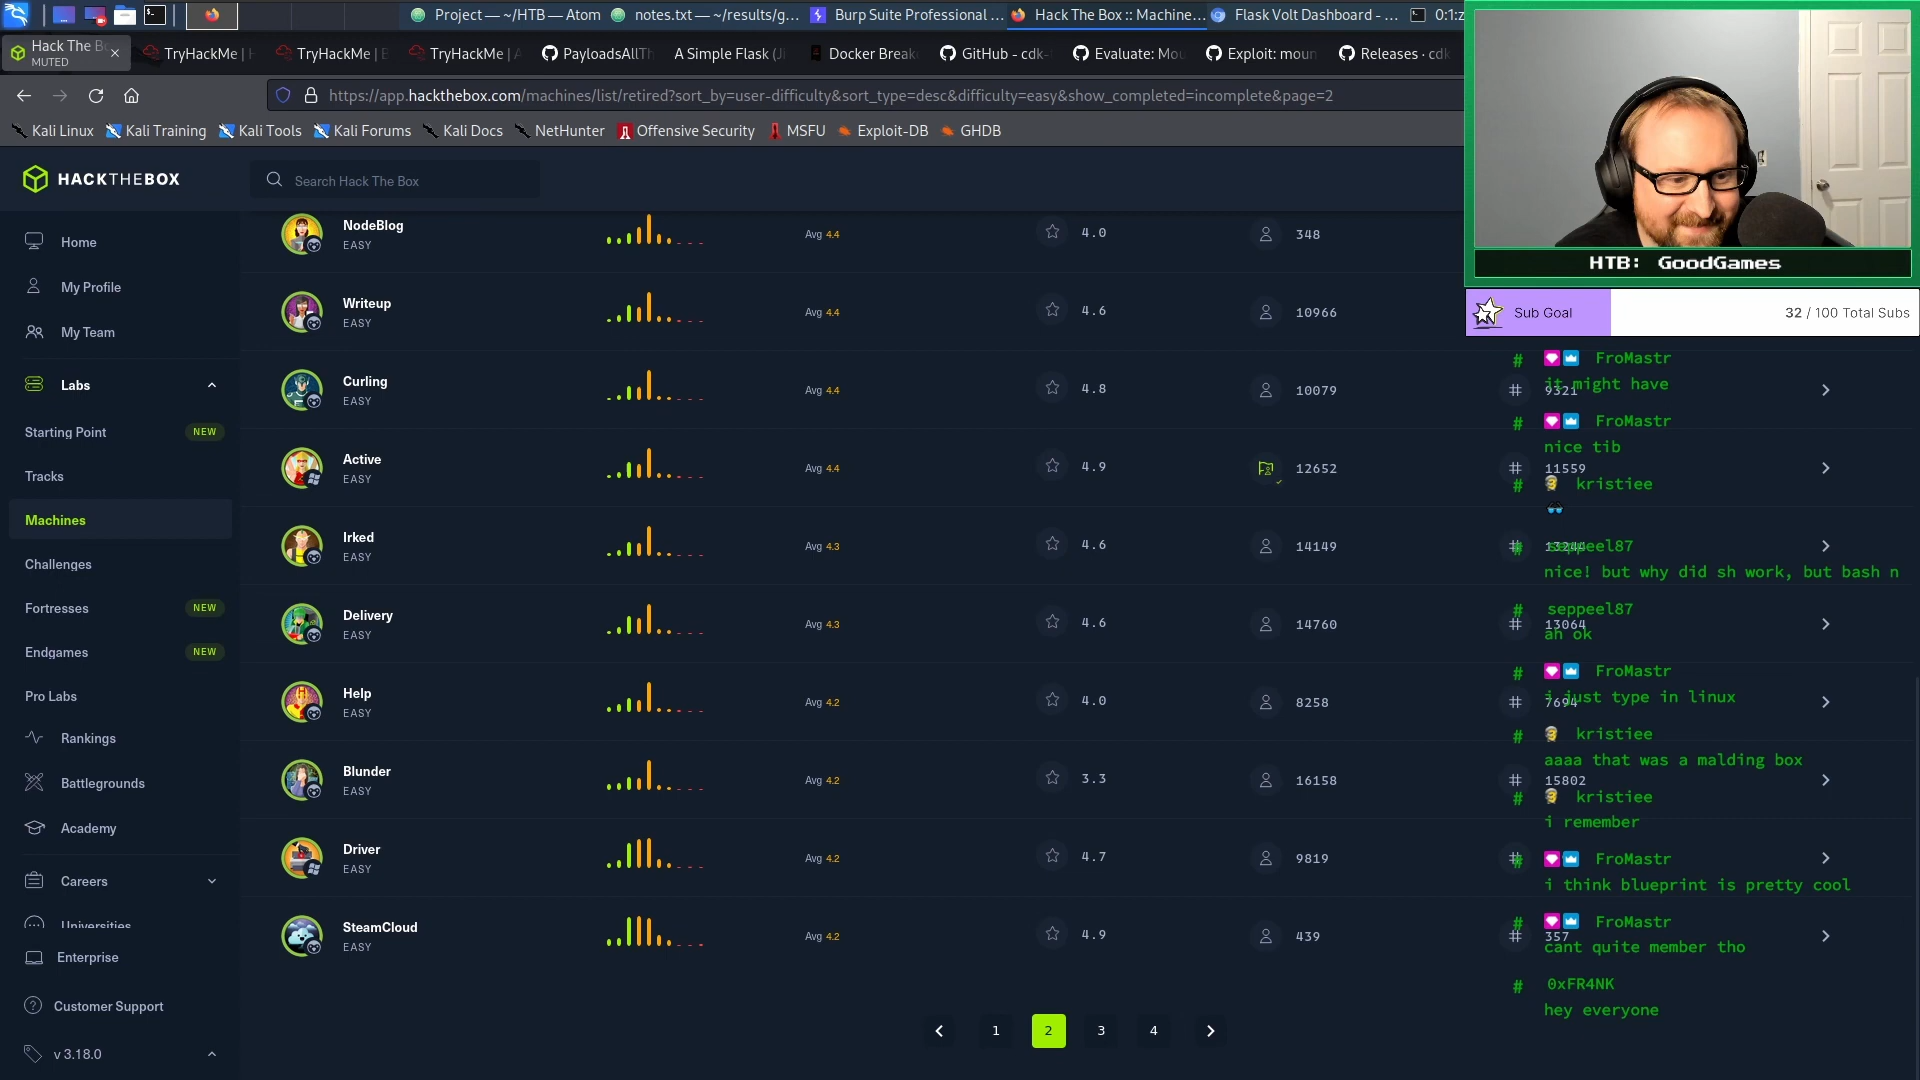 Project — ~/HTB — Atom
notes.txt — ~/results/g...
Burp Suite Professional ...
Hack The Box :: Machine...
Flask Volt Dashboard - ...
Hack The Bo
MUTED
TryHackMe | H
TryHackMe | B
TryHackMe | A
PayloadsAllTh
A Simple Flask (Ji
Docker Break
GitHub - cdk-
Evaluate: Mou
Exploit: moun
Releases · cdk
https://app.hackthebox.com/machines/list/retired?sort_by=user-difficulty&sort_type=desc&difficulty=easy&show_completed=incomplete&page=2
Kali Linux
Kali Training
Kali Tools
Kali Forums
Kali Docs
NetHunter
Offensive Security
MSFU
Exploit-DB
GHDB
HACKTHEBOX
Search Hack The Box
HTB: GoodGames
Sub Goal
32 / 100 Total Subs
Home
My Profile
My Team
Labs
Starting Point NEW
Tracks
Machines
Challenges
Fortresses NEW
Endgames NEW
Pro Labs
Rankings
Battlegrounds
Academy
Careers
Universities
Enterprise
Customer Support
v 3.18.0
NodeBlog
EASY
Avg 4.4
4.0
348
Writeup
EASY
Avg 4.4
4.6
10966
Curling
EASY
Avg 4.4
4.8
10079
9321
Active
EASY
Avg 4.4
4.9
12652
11559
Irked
EASY
Avg 4.3
4.6
14149
Delivery
EASY
Avg 4.3
4.6
14760
13064
Help
EASY
Avg 4.2
4.0
8258
7694
Blunder
EASY
Avg 4.2
3.3
16158
15802
Driver
EASY
Avg 4.2
4.7
9819
SteamCloud
EASY
Avg 4.2
4.9
439
357
1
2
3
4
# FroMastr
it might have
# FroMastr
nice tib
# kristiee
# seppeel87
nice! but why did sh work, but bash n
# seppeel87
ah ok
# FroMastr
i just type in linux
# kristiee
aaaa that was a malding box
# kristiee
i remember
# FroMastr
i think blueprint is pretty cool
# FroMastr
cant quite member tho
# 0xFR4NK
hey everyone